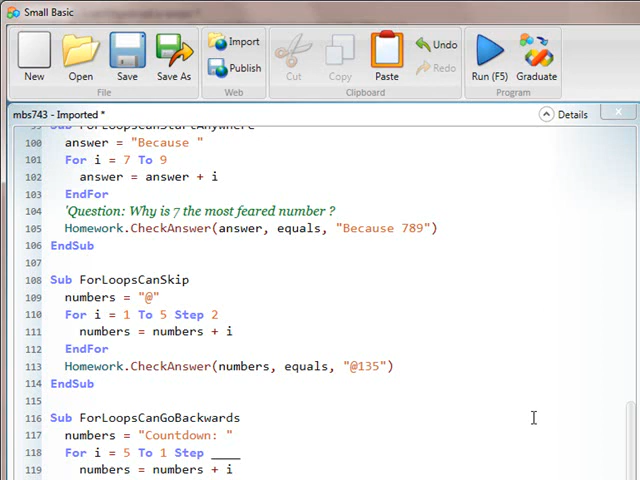 Small Basic
New
Open
Save
Save As
Import
Publish
Cut
Copy
Paste
Undo
Redo
Run (F5)
Graduate
File
Web
Clipboard
Program
mbs743 - Imported *
Details
99 Sub ForLoopsCanStartAnywhere
100 answer = "Because "
101 For i = 7 To 9
102 answer = answer + i
103 EndFor
104 'Question: Why is 7 the most feared number ?
105 Homework.CheckAnswer(answer, equals, "Because 789")
106 EndSub
107
108 Sub ForLoopsCanSkip
109 numbers = "@"
110 For i = 1 To 5 Step 2
111 numbers = numbers + i
112 EndFor
113 Homework.CheckAnswer(numbers, equals, "@135")
114 EndSub
115
116 Sub ForLoopsCanGoBackwards
117 numbers = "Countdown: "
118 For i = 5 To 1 Step ____
119 numbers = numbers + i